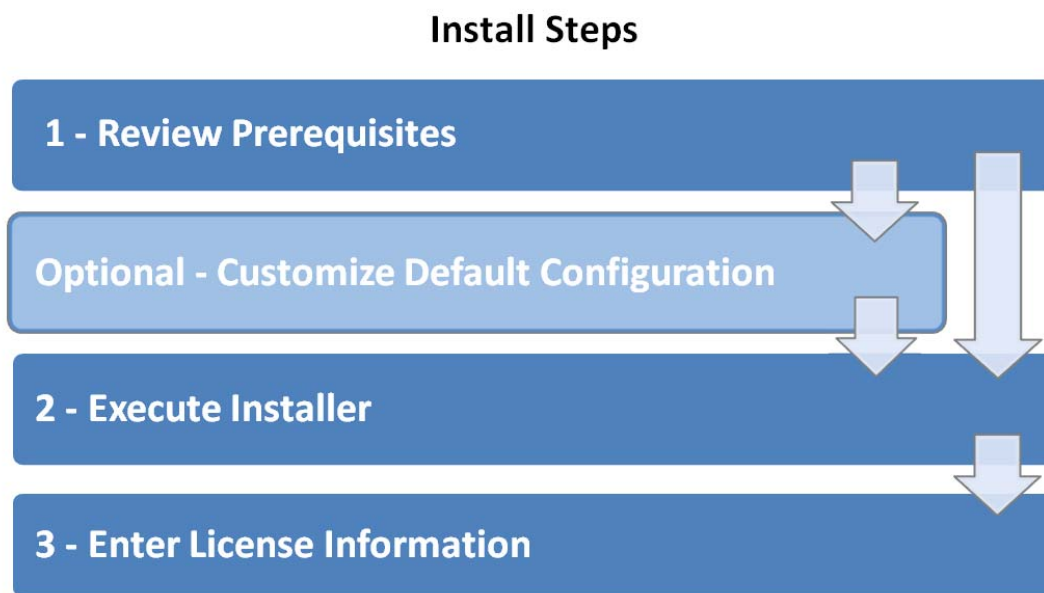 Install Steps
1 - Review Prerequisites
Optional - Customize Default Configuration
2 - Execute Installer
3 - Enter License Information